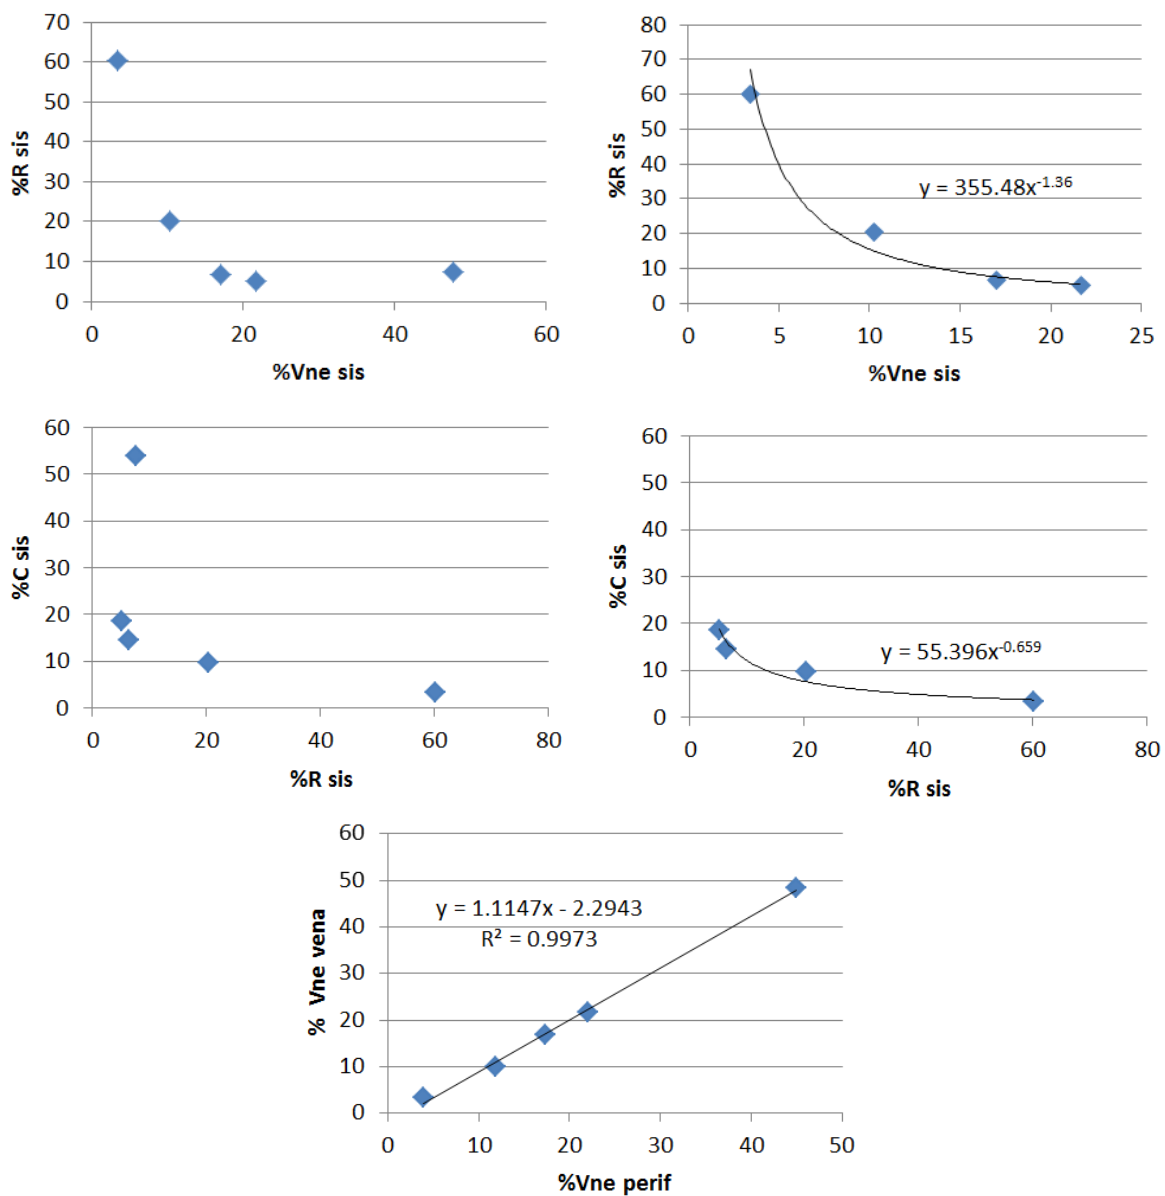 70
60
50
40
30
20
10
0
%R sis
0 20 40 60
%Vne sis
80
70
60
50
40
30
20
10
0
%R sis
y = 355.48x⁻¹·³⁶
0 5 10 15 20 25
%Vne sis
60
50
40
30
20
10
0
%C sis
0 20 40 60 80
%R sis
60
50
40
30
20
10
0
%C sis
y = 55.396x⁻⁰·⁶⁵⁹
0 20 40 60 80
%R sis
60
50
40
30
20
10
0
% Vne vena
y = 1.1147x - 2.2943
R² = 0.9973
0 10 20 30 40 50
%Vne perif